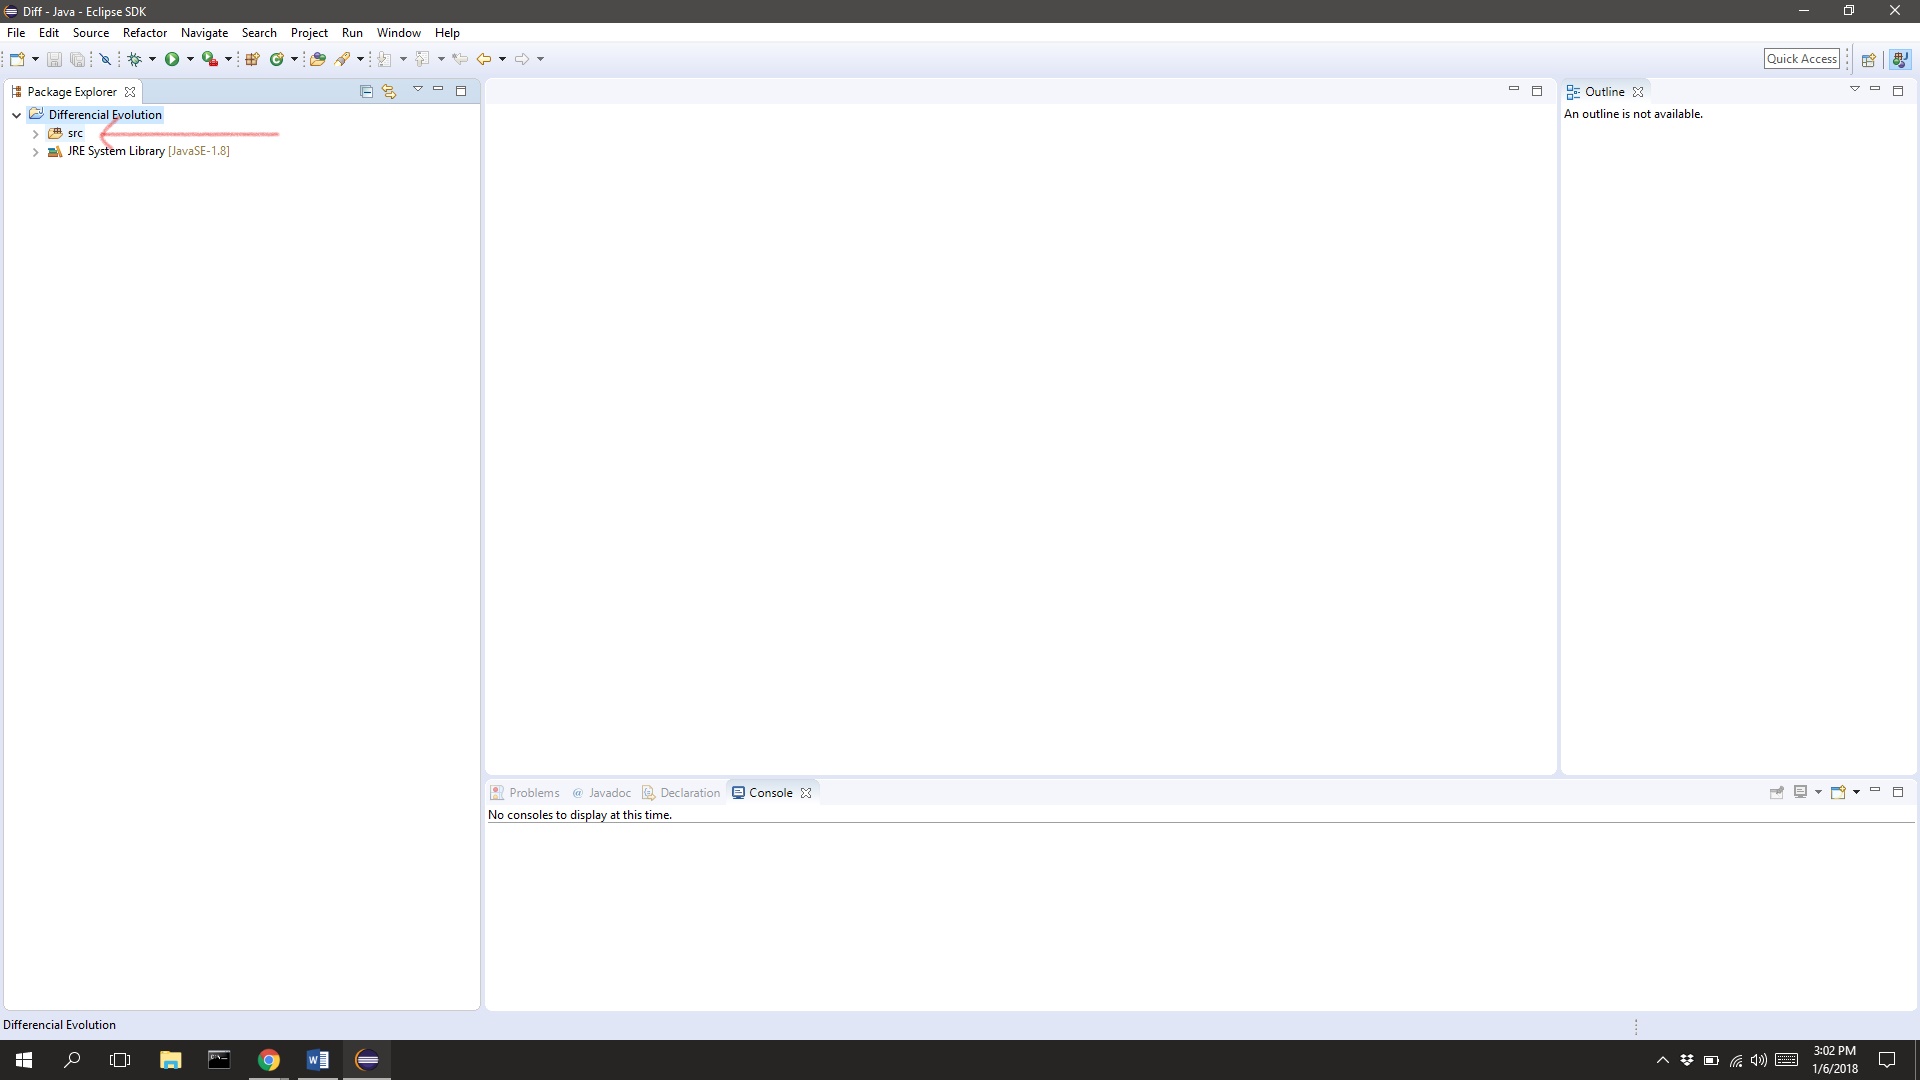 Diff - Java - Eclipse SDK
File Edit Source Refactor Navigate Search Project Run Window Help
Quick Access
Package Explorer
Outline
Differencial Evolution
An outline is not available.
src
JRE System Library [JavaSE-1.8]
Problems @ Javadoc Declaration Console
No consoles to display at this time.
Differencial Evolution
3:02 PM
1/6/2018